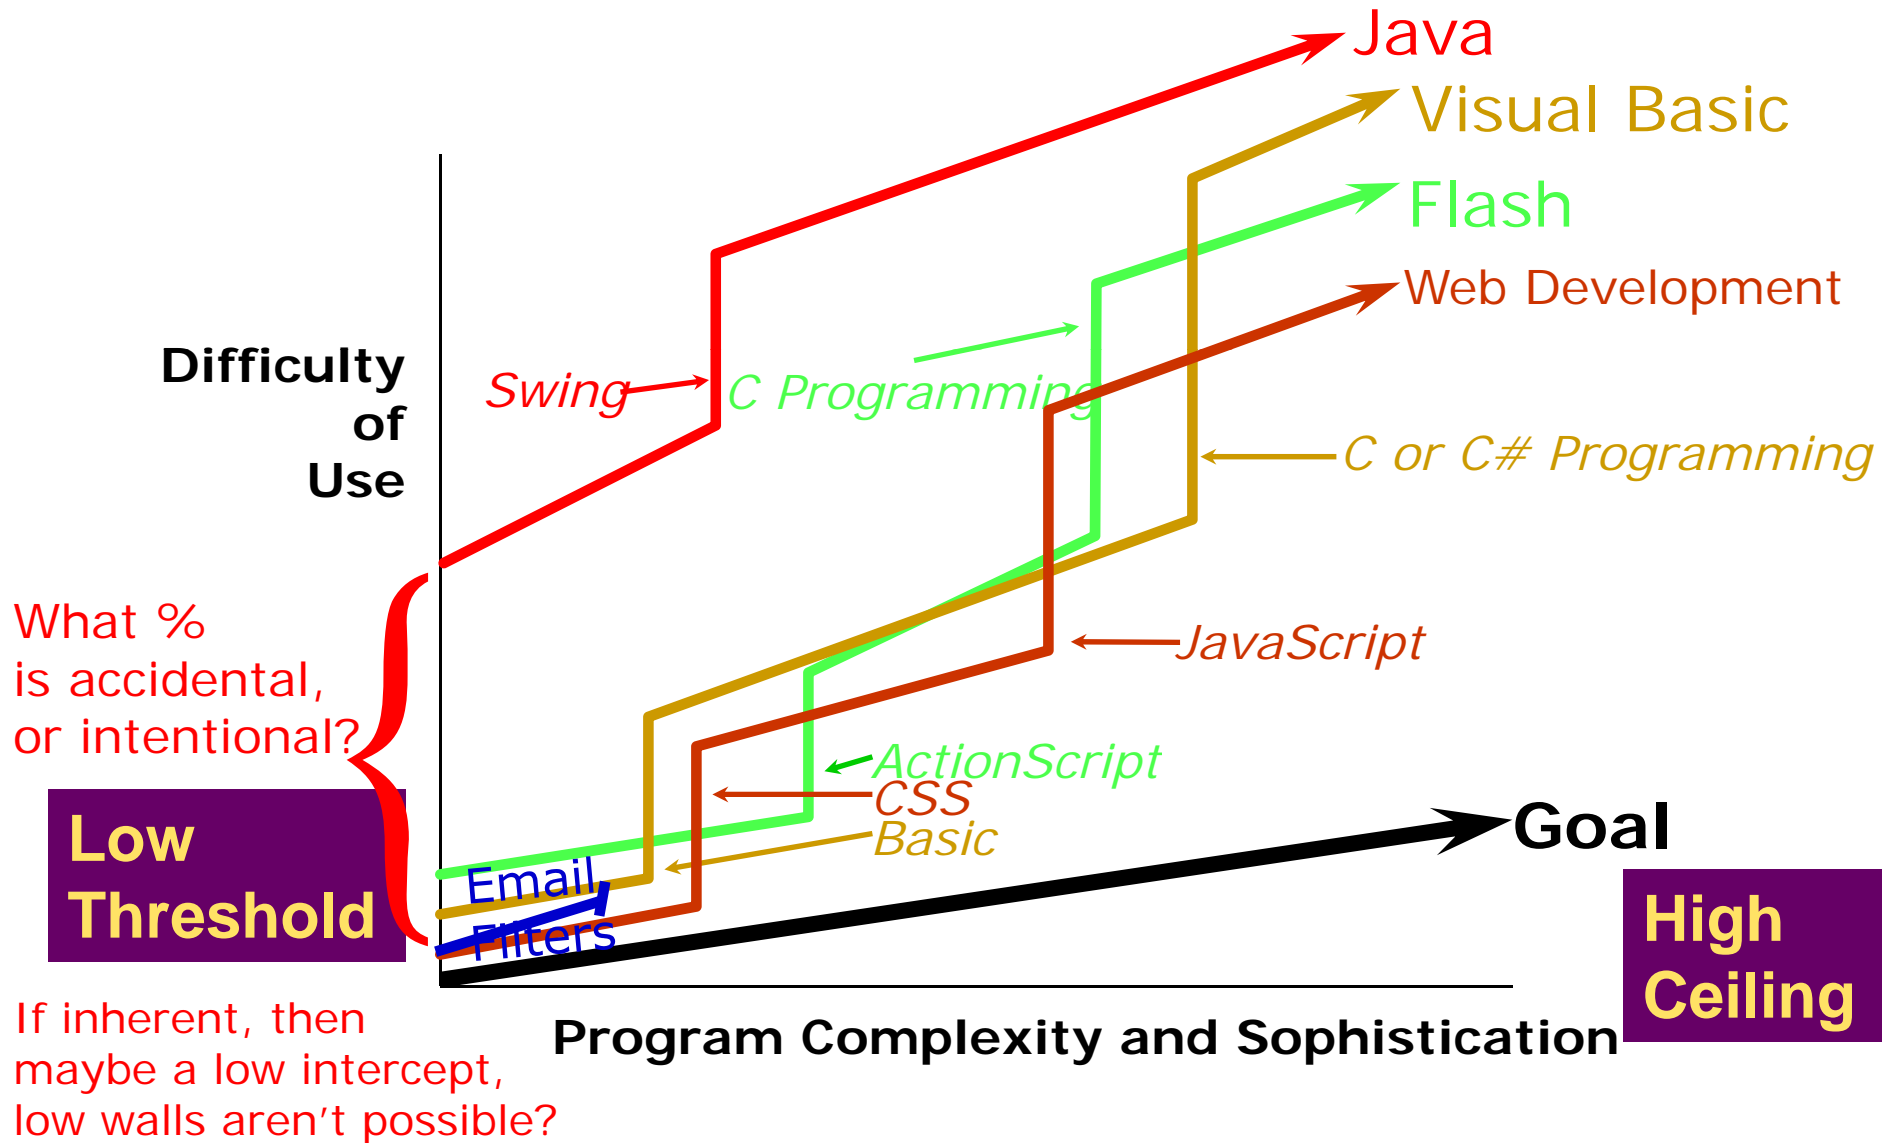 Java
Visual Basic
Flash
Web Development
Difficulty
of
Use
Swing
C Programming
C or C# Programming
What %
is accidental,
or intentional?
JavaScript
ActionScript
CSS
Basic
Low
Threshold
Email
Filters
Goal
High
Ceiling
Program Complexity and Sophistication
If inherent, then
maybe a low intercept,
low walls aren't possible?